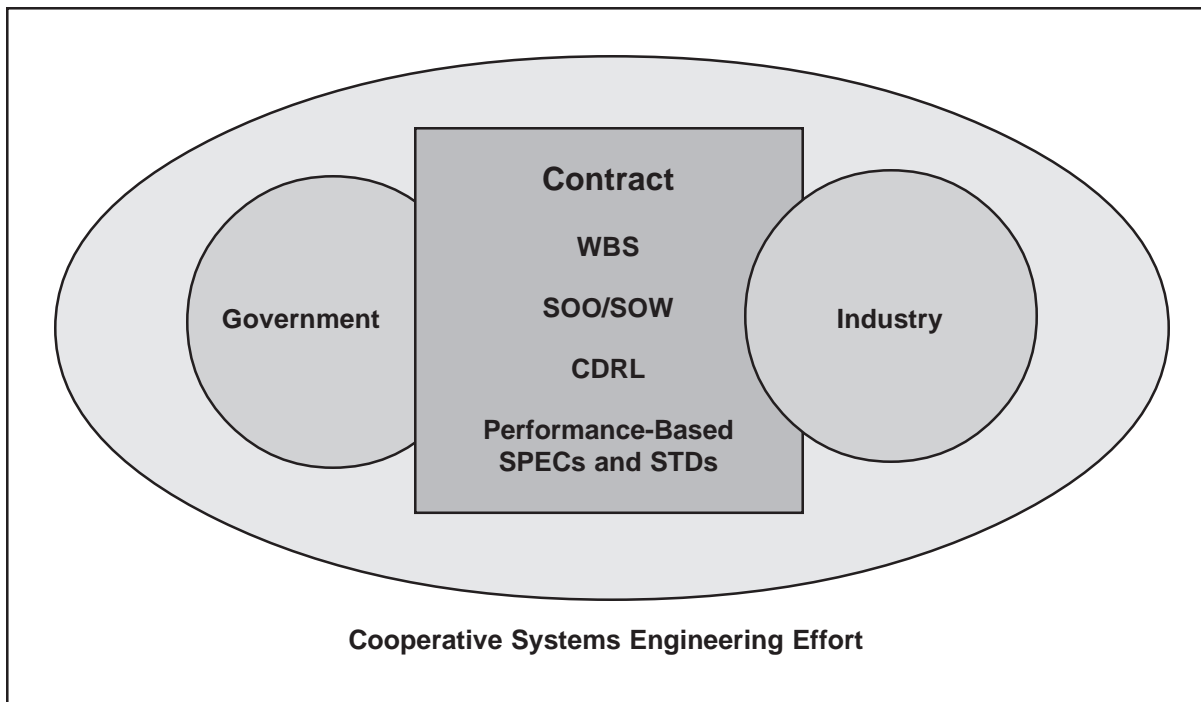 Contract
WBS
SOO/SOW
CDRL
Performance-Based
SPECs and STDs
Government
Industry
Cooperative Systems Engineering Effort